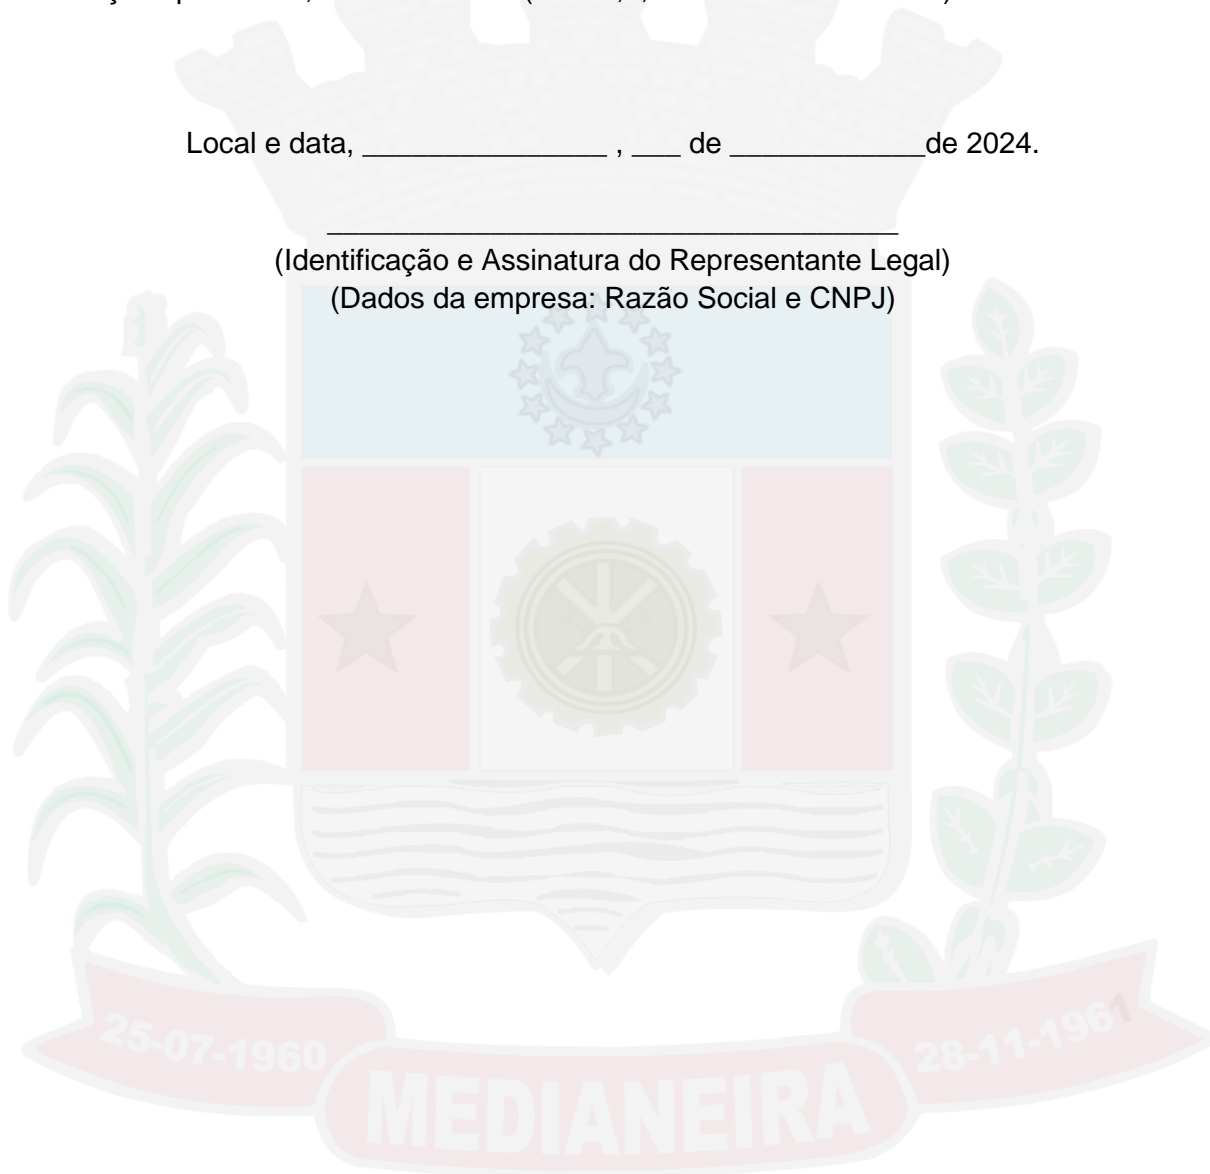 Local e data, _______________ , ___ de ____________de 2024.
___________________________________
(Identificação e Assinatura do Representante Legal)
(Dados da empresa: Razão Social e CNPJ)
25-07-1960
28-11-1961
MEDIANEIRA